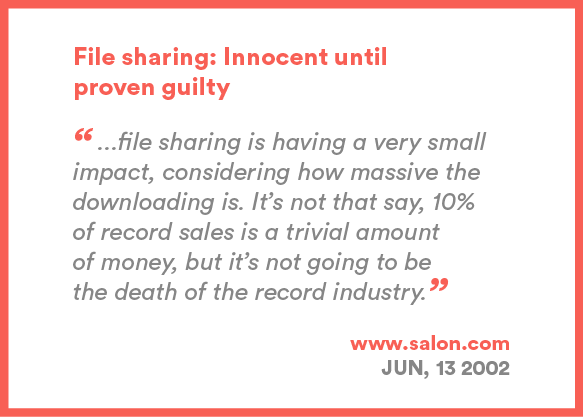 File sharing: Innocent until
proven guilty
“ ...file sharing is having a very small
impact, considering how massive the
downloading is. It’s not that say, 10%
of record sales is a trivial amount
of money, but it’s not going to be
the death of the record industry.”
www.salon.com
JUN, 13 2002